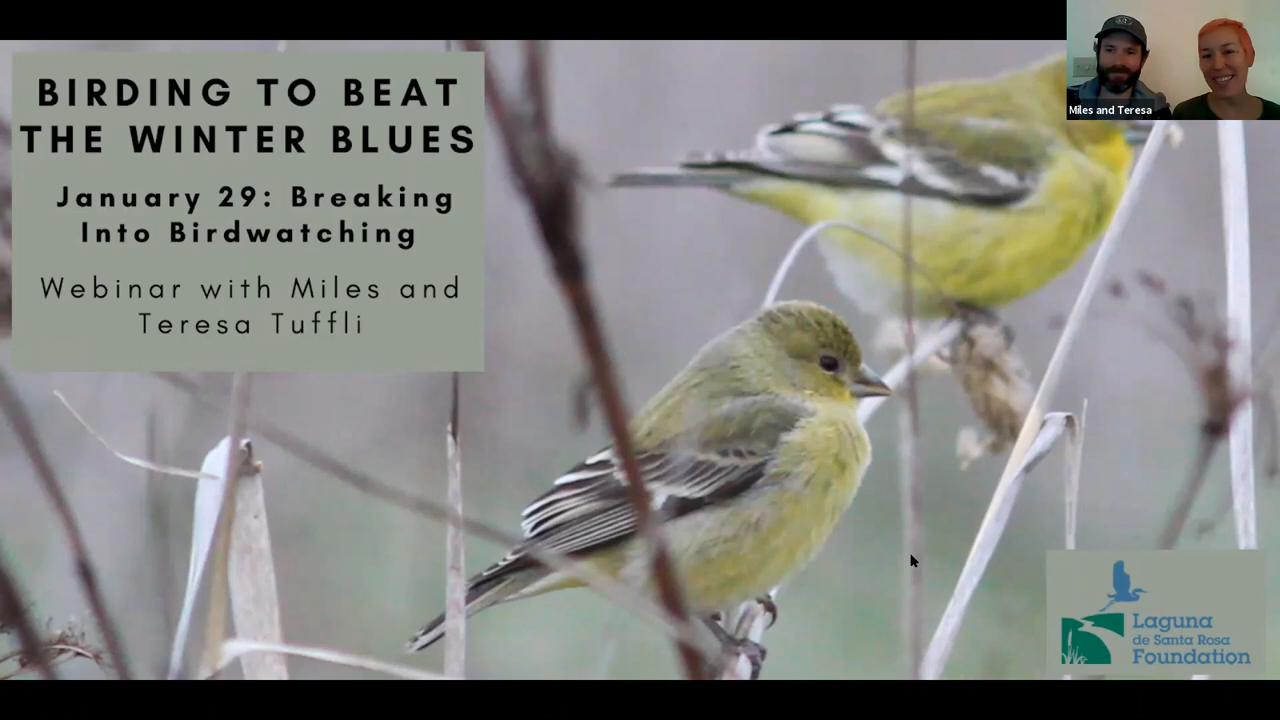 BIRDING TO BEAT
THE WINTER BLUES
January 29: Breaking
Into Birdwatching
Webinar with Miles and
Teresa Tuffli
Miles and Teresa
Laguna
de Santa Rosa
Foundation